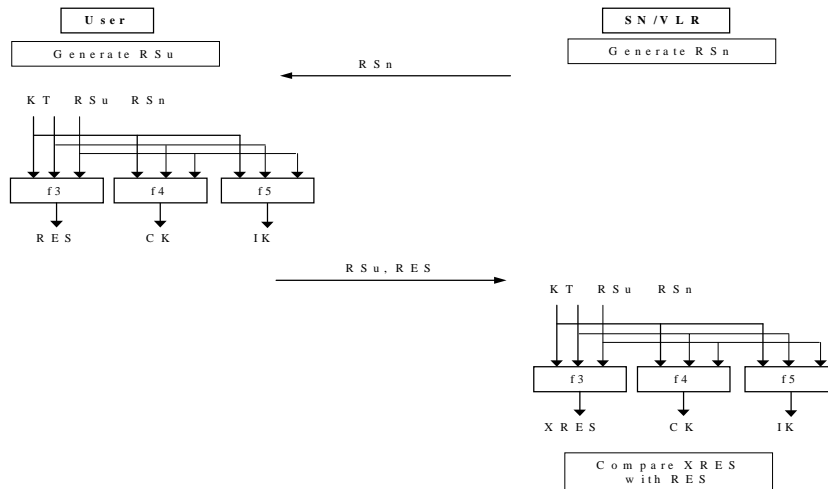 User
SN/VLR
Generate RSu
Generate RSn
RSn
KT RSu RSn
f3 f4 f5
RES CK IK
RSu, RES
KT RSu RSn
f3 f4 f5
XRES CK IK
Compare XRES
with RES